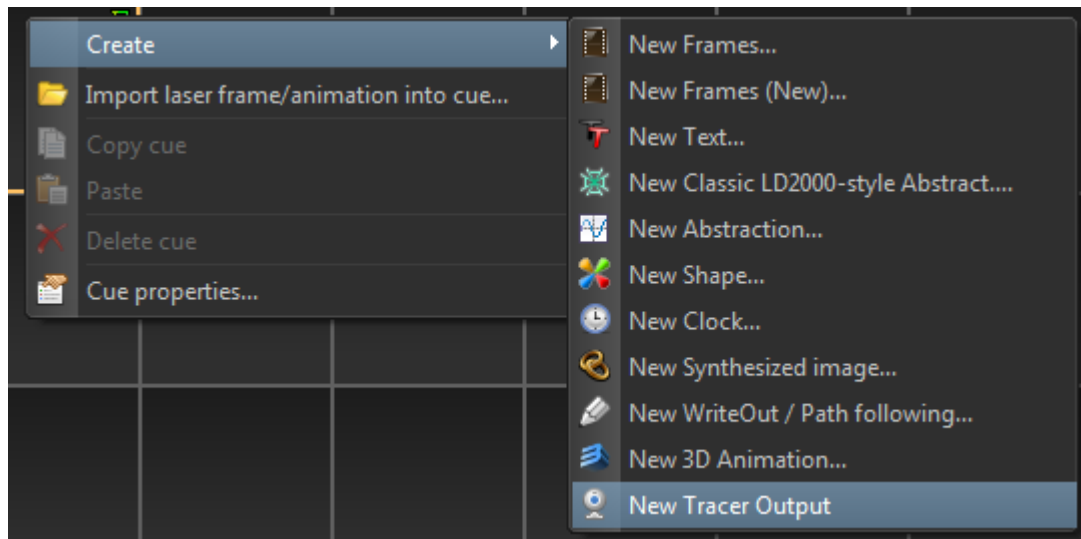 Create
Import laser frame/animation into cue...
Copy cue
Paste
Delete cue
Cue properties...
New Frames...
New Frames (New)...
New Text...
New Classic LD2000-style Abstract....
New Abstraction...
New Shape...
New Clock...
New Synthesized image...
New WriteOut / Path following...
New 3D Animation...
New Tracer Output